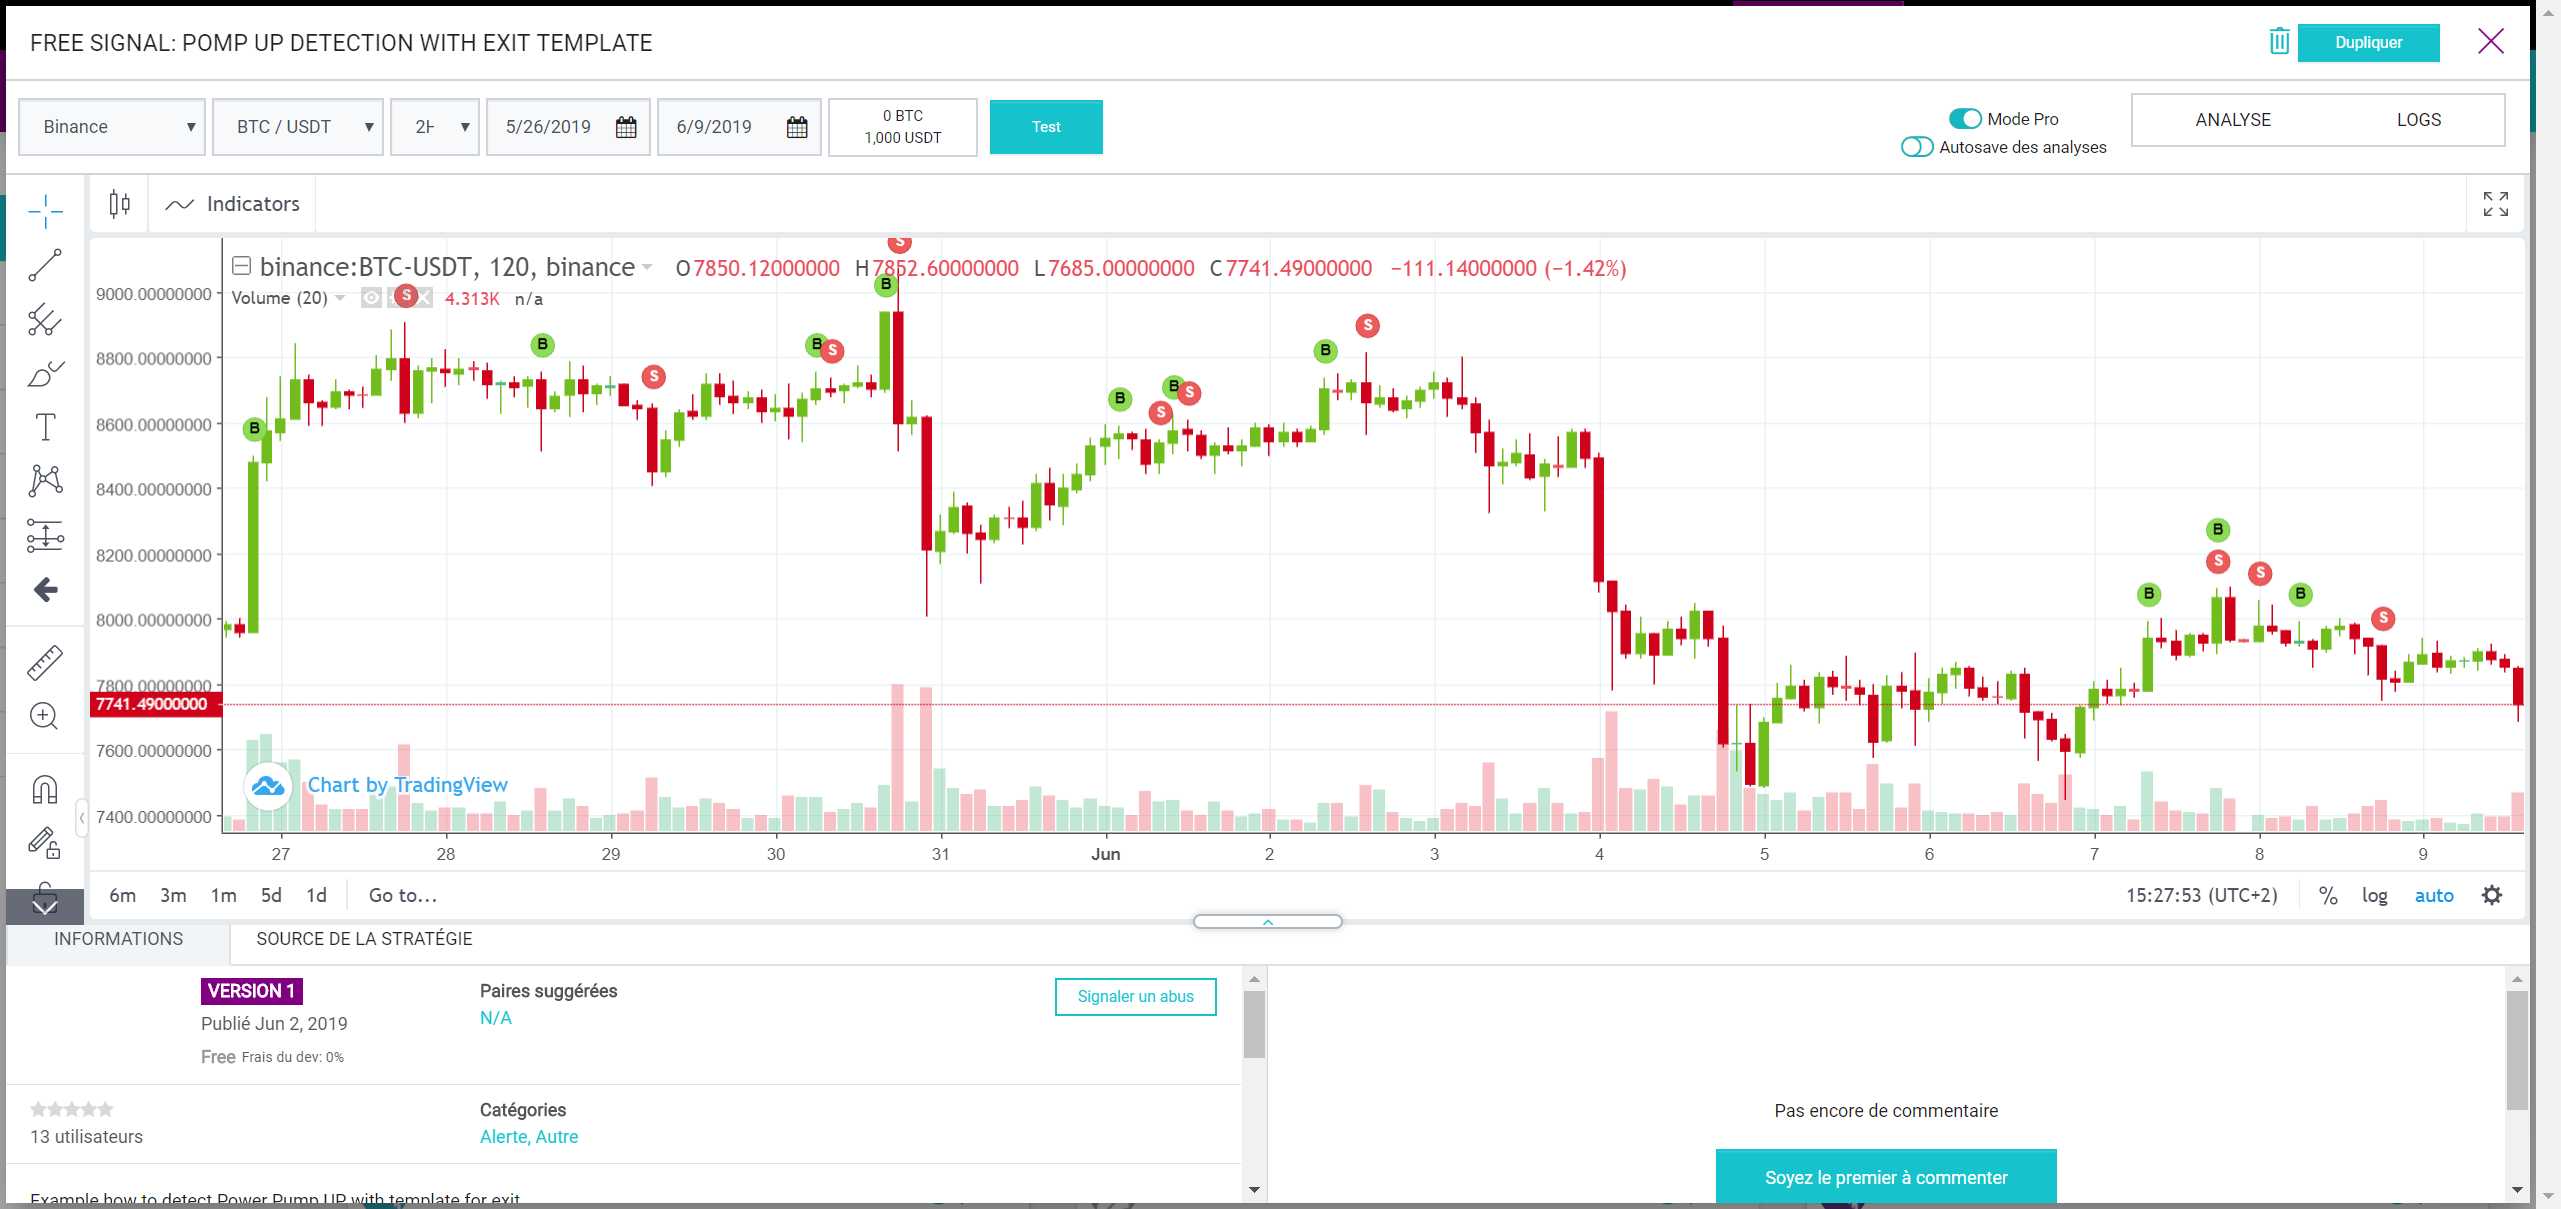 FREE SIGNAL: POMP UP DETECTION WITH EXIT TEMPLATE
Dupliquer
Binance
BTC / USDT
2H
5/26/2019
6/9/2019
0 BTC
1,000 USDT
Test
Mode Pro
Autosave des analyses
ANALYSE
LOGS
Indicators
binance:BTC-USDT, 120, binance
O7850.12000000 H7852.60000000 L7685.00000000 C7741.49000000 −111.14000000 (−1.42%)
Volume (20)
4.313K n/a
9000.00000000
8800.00000000
8600.00000000
8400.00000000
8200.00000000
8000.00000000
7800.00000000
7741.49000000
7600.00000000
7400.00000000
B
S
B
S
B
S
B
S
B
S
B
S
B
S
B
B
S
S
B
S
Chart by TradingView
27 28 29 30 31 Jun 2 3 4 5 6 7 8 9
6m 3m 1m 5d 1d Go to...
15:27:53 (UTC+2) % log auto
INFORMATIONS
SOURCE DE LA STRATÉGIE
VERSION 1
Publié Jun 2, 2019
Free Frais du dev: 0%
Paires suggérées
N/A
Signaler un abus
13 utilisateurs
Catégories
Alerte, Autre
Example how to detect Power Pump UP with template for exit
Pas encore de commentaire
Soyez le premier à commenter